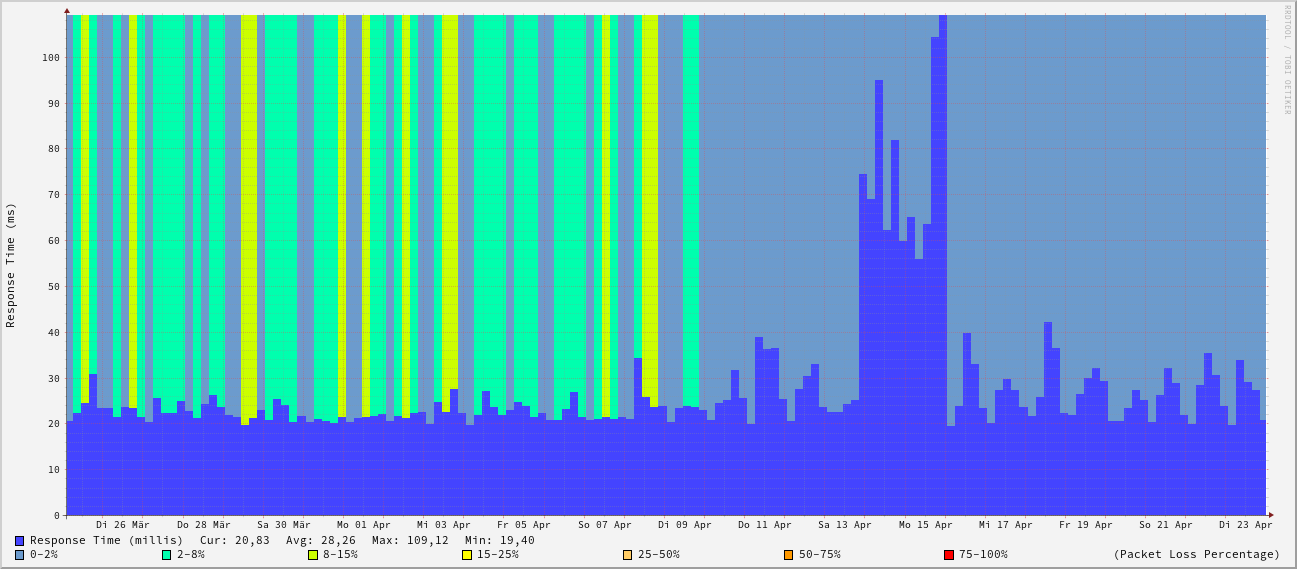 RRDTOOL / TOBI OETIKER
Response Time (ms)
100
90
80
70
60
50
40
30
20
10
0
Di 26 Mär Do 28 Mär Sa 30 Mär Mo 01 Apr Mi 03 Apr Fr 05 Apr So 07 Apr Di 09 Apr Do 11 Apr Sa 13 Apr Mo 15 Apr Mi 17 Apr Fr 19 Apr So 21 Apr Di 23 Apr
Response Time (millis) Cur: 20,83 Avg: 28,26 Max: 109,12 Min: 19,40
0-2% 2-8% 8-15% 15-25% 25-50% 50-75% 75-100% (Packet Loss Percentage)